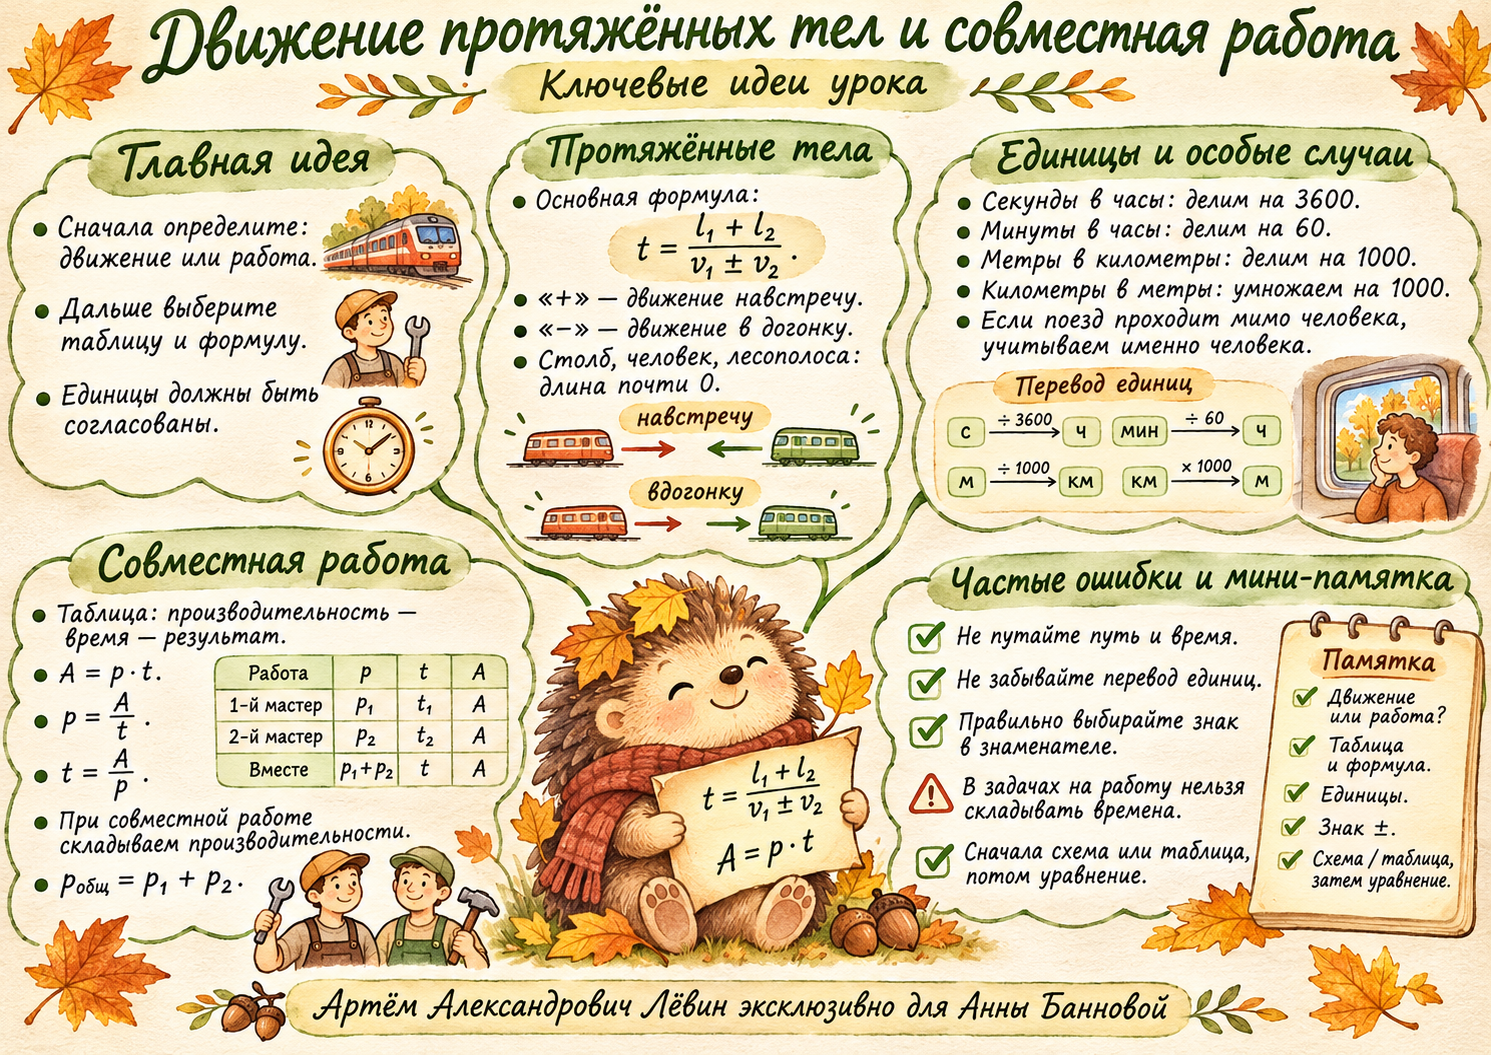 Движение протяжённых тел и совместная работа
Ключевые идеи урока
Главная идея
Сначала определите:
движение или работа.
Дальше выберите
таблицу и формулу.
Единицы должны быть
согласованы.
12
3
6
9
Протяжённые тела
Основная формула:
t = (l₁ + l₂) / (v₁ ± v₂) .
«+» — движение навстречу.
«−» — движение в догонку.
Столб, человек, лесополоса:
длина почти 0.
навстречу
вдогонку
Единицы и особые случаи
Секунды в часы: делим на 3600.
Минуты в часы: делим на 60.
Метры в километры: делим на 1000.
Километры в метры: умножаем на 1000.
Если поезд проходит мимо человека,
учитываем именно человека.
Перевод единиц
с ÷ 3600 ч мин ÷ 60 ч
м ÷ 1000 км км × 1000 м
Совместная работа
Таблица: производительность —
время — результат.
A = p · t.
p = A / t .
t = A / p .
Работа p t A
1-й мастер p₁ t₁ A
2-й мастер p₂ t₂ A
Вместе p₁+p₂ t A
При совместной работе
складываем производительности.
pобщ = p₁ + p₂.
t = (l₁ + l₂) / (v₁ ± v₂)
A = p · t
Частые ошибки и мини-памятка
Не путайте путь и время.
Не забывайте перевод единиц.
Правильно выбирайте знак
в знаменателе.
В задачах на работу нельзя
складывать времена.
Сначала схема или таблица,
потом уравнение.
Памятка
Движение
или работа?
Таблица
и формула.
Единицы.
Знак ±.
Схема / таблица,
затем уравнение.
Артём Александрович Лёвин эксклюзивно для Анны Банновой